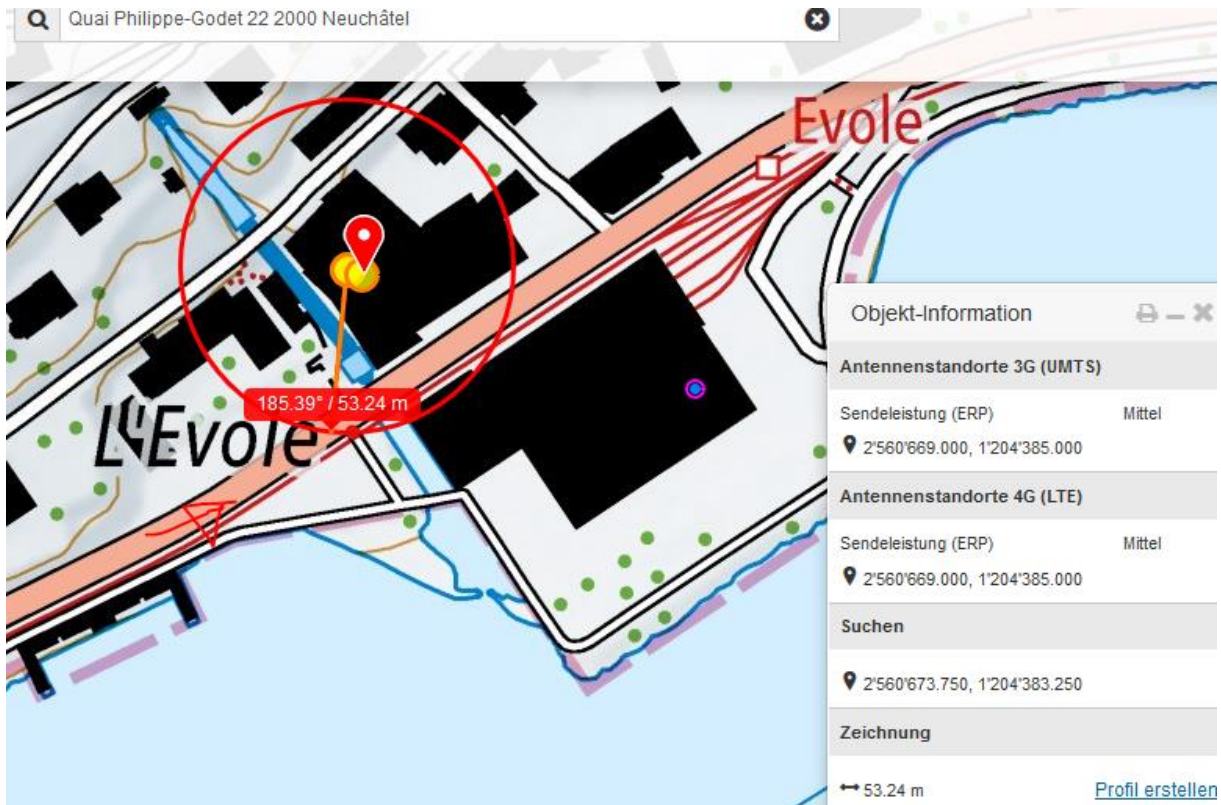 Quai Philippe-Godet 22 2000 Neuchâtel
Evole
185.39° / 53.24 m
L'Evole
Objekt-Information
Antennenstandorte 3G (UMTS)
Sendeleistung (ERP) Mittel
2'560'669.000, 1'204'385.000
Antennenstandorte 4G (LTE)
Sendeleistung (ERP) Mittel
2'560'669.000, 1'204'385.000
Suchen
2'560'673.750, 1'204'383.250
Zeichnung
53.24 m Profil erstellen